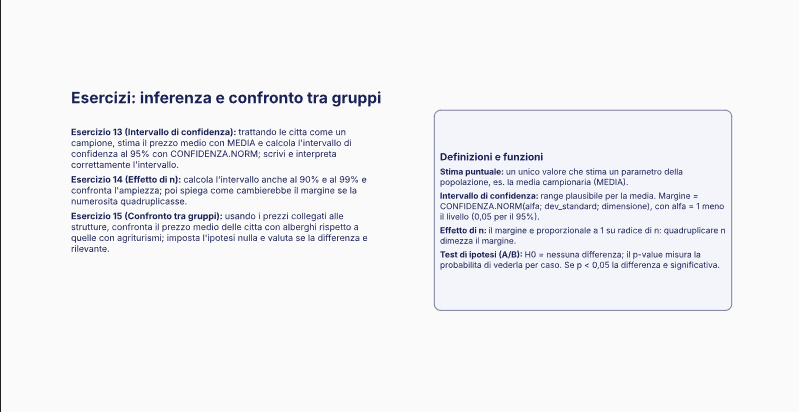 Esercizi: inferenza e confronto tra gruppi
Esercizio 13 (Intervallo di confidenza): trattando le citta come un
campione, stima il prezzo medio con MEDIA e calcola l'intervallo di
confidenza al 95% con CONFIDENZA.NORM; scrivi e interpreta
correttamente l'intervallo.
Esercizio 14 (Effetto di n): calcola l'intervallo anche al 90% e al 99% e
confronta l'ampiezza; poi spiega come cambierebbe il margine se la
numerosita quadruplicasse.
Esercizio 15 (Confronto tra gruppi): usando i prezzi collegati alle
strutture, confronta il prezzo medio delle citta con alberghi rispetto a
quelle con agriturismi; imposta l'ipotesi nulla e valuta se la differenza e
rilevante.
Definizioni e funzioni
Stima puntuale: un unico valore che stima un parametro della
popolazione, es. la media campionaria (MEDIA).
Intervallo di confidenza: range plausibile per la media. Margine =
CONFIDENZA.NORM(alfa; dev_standard; dimensione), con alfa = 1 meno
il livello (0,05 per il 95%).
Effetto di n: il margine e proporzionale a 1 su radice di n: quadruplicare n
dimezza il margine.
Test di ipotesi (A/B): H0 = nessuna differenza; il p-value misura la
probabilita di vederla per caso. Se p < 0,05 la differenza e significativa.